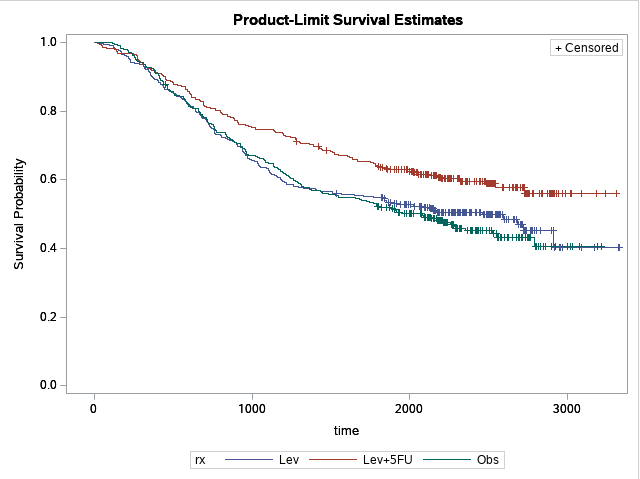 Product-Limit Survival Estimates
+ Censored
1.0
0.8
0.6
0.4
0.2
0.0
Survival Probability
0 1000 2000 3000
time
rx Lev Lev+5FU Obs